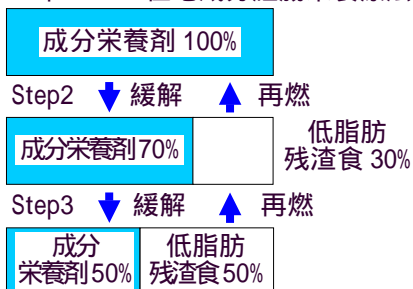 成分栄養剤 100%
Step2 緩解 再燃
成分栄養剤70%
低脂肪
残渣食 30%
Step3 緩解 再燃
成分
栄養剤50%
低脂肪
残渣食50%